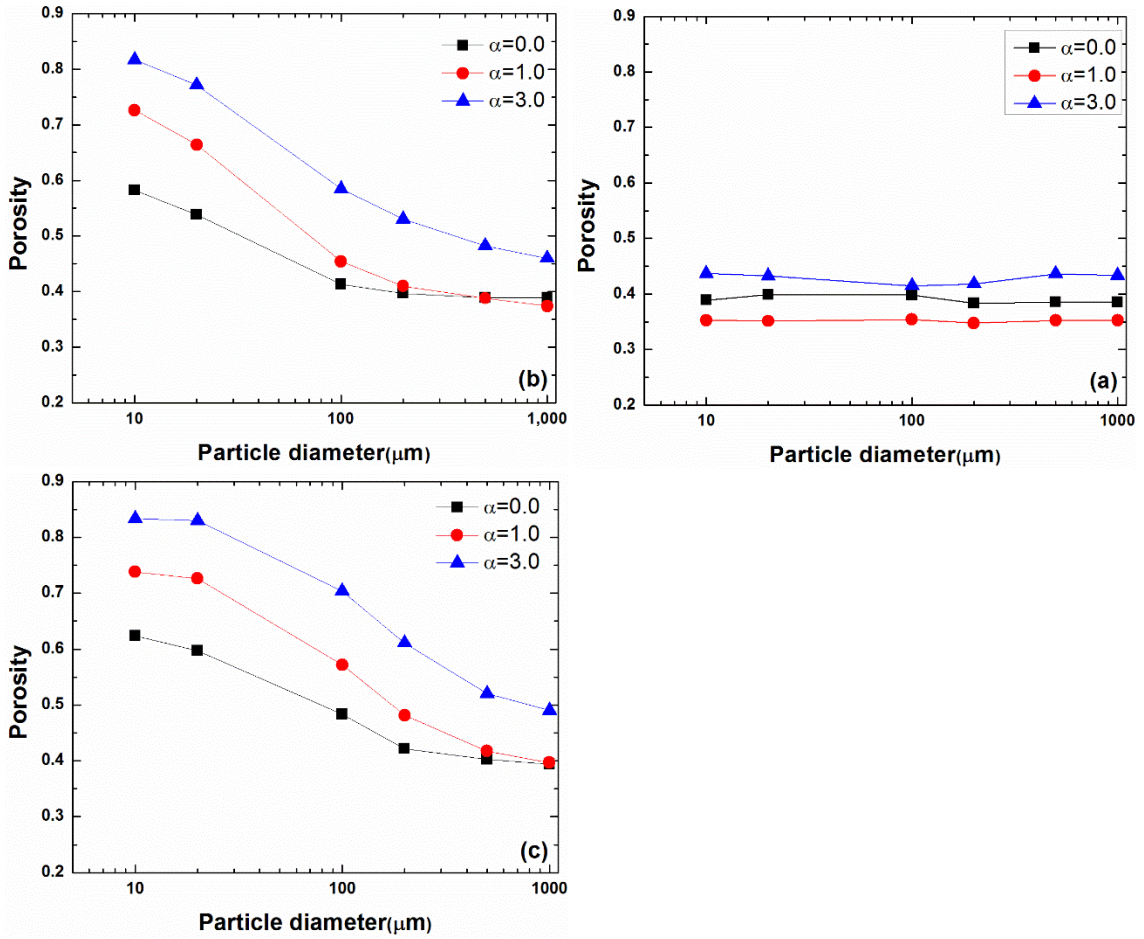 0.9
0.8
0.7
0.6
0.5
0.4
0.3
0.2
Porosity
α=0.0
α=1.0
α=3.0
(b)
10
100
1,000
Particle diameter(μm)
0.9
0.8
0.7
0.6
0.5
0.4
0.3
0.2
Porosity
α=0.0
α=1.0
α=3.0
(a)
10
100
1000
Particle diameter(μm)
0.9
0.8
0.7
0.6
0.5
0.4
0.3
0.2
Porosity
α=0.0
α=1.0
α=3.0
(c)
10
100
1000
Particle diameter(μm)